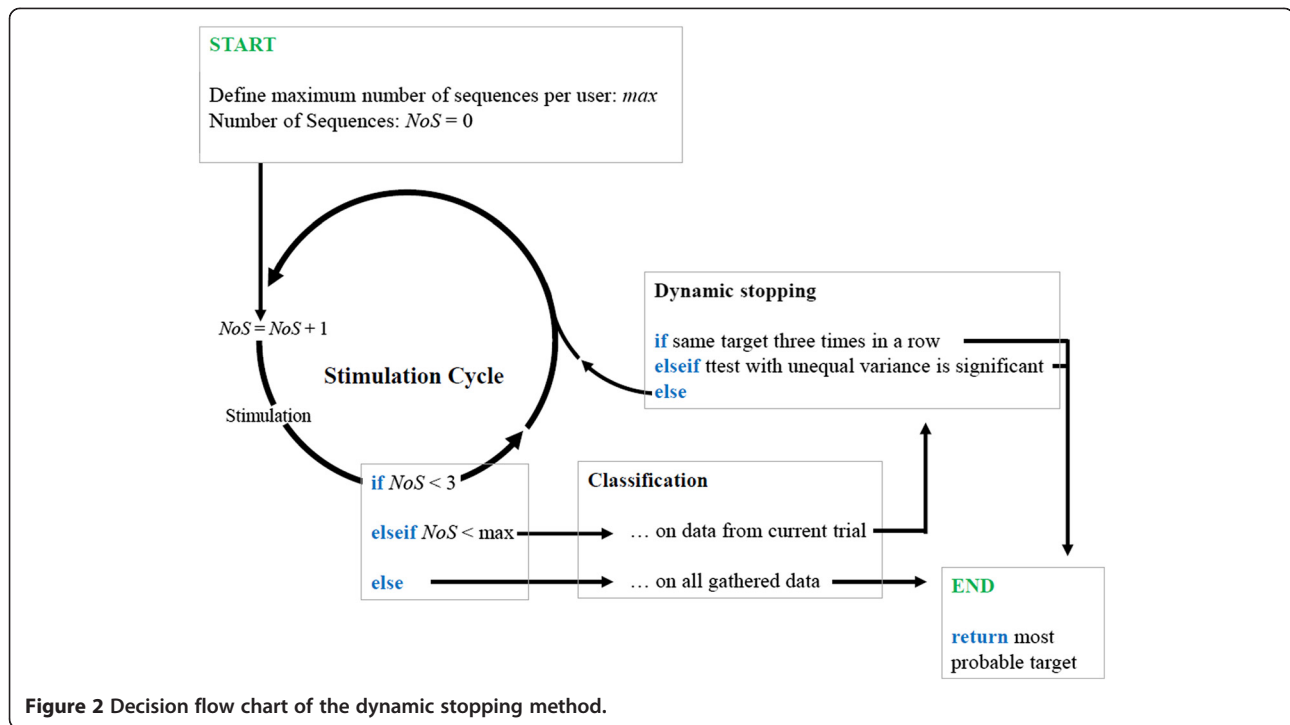 START
Define maximum number of sequences per user: max
Number of Sequences: NoS = 0
NoS = NoS + 1
Stimulation Cycle
Stimulation
if NoS < 3
elseif NoS < max
else
Classification
... on data from current trial
... on all gathered data
Dynamic stopping
if same target three times in a row
elseif ttest with unequal variance is significant
else
END
return most
probable target
Figure 2 Decision flow chart of the dynamic stopping method.